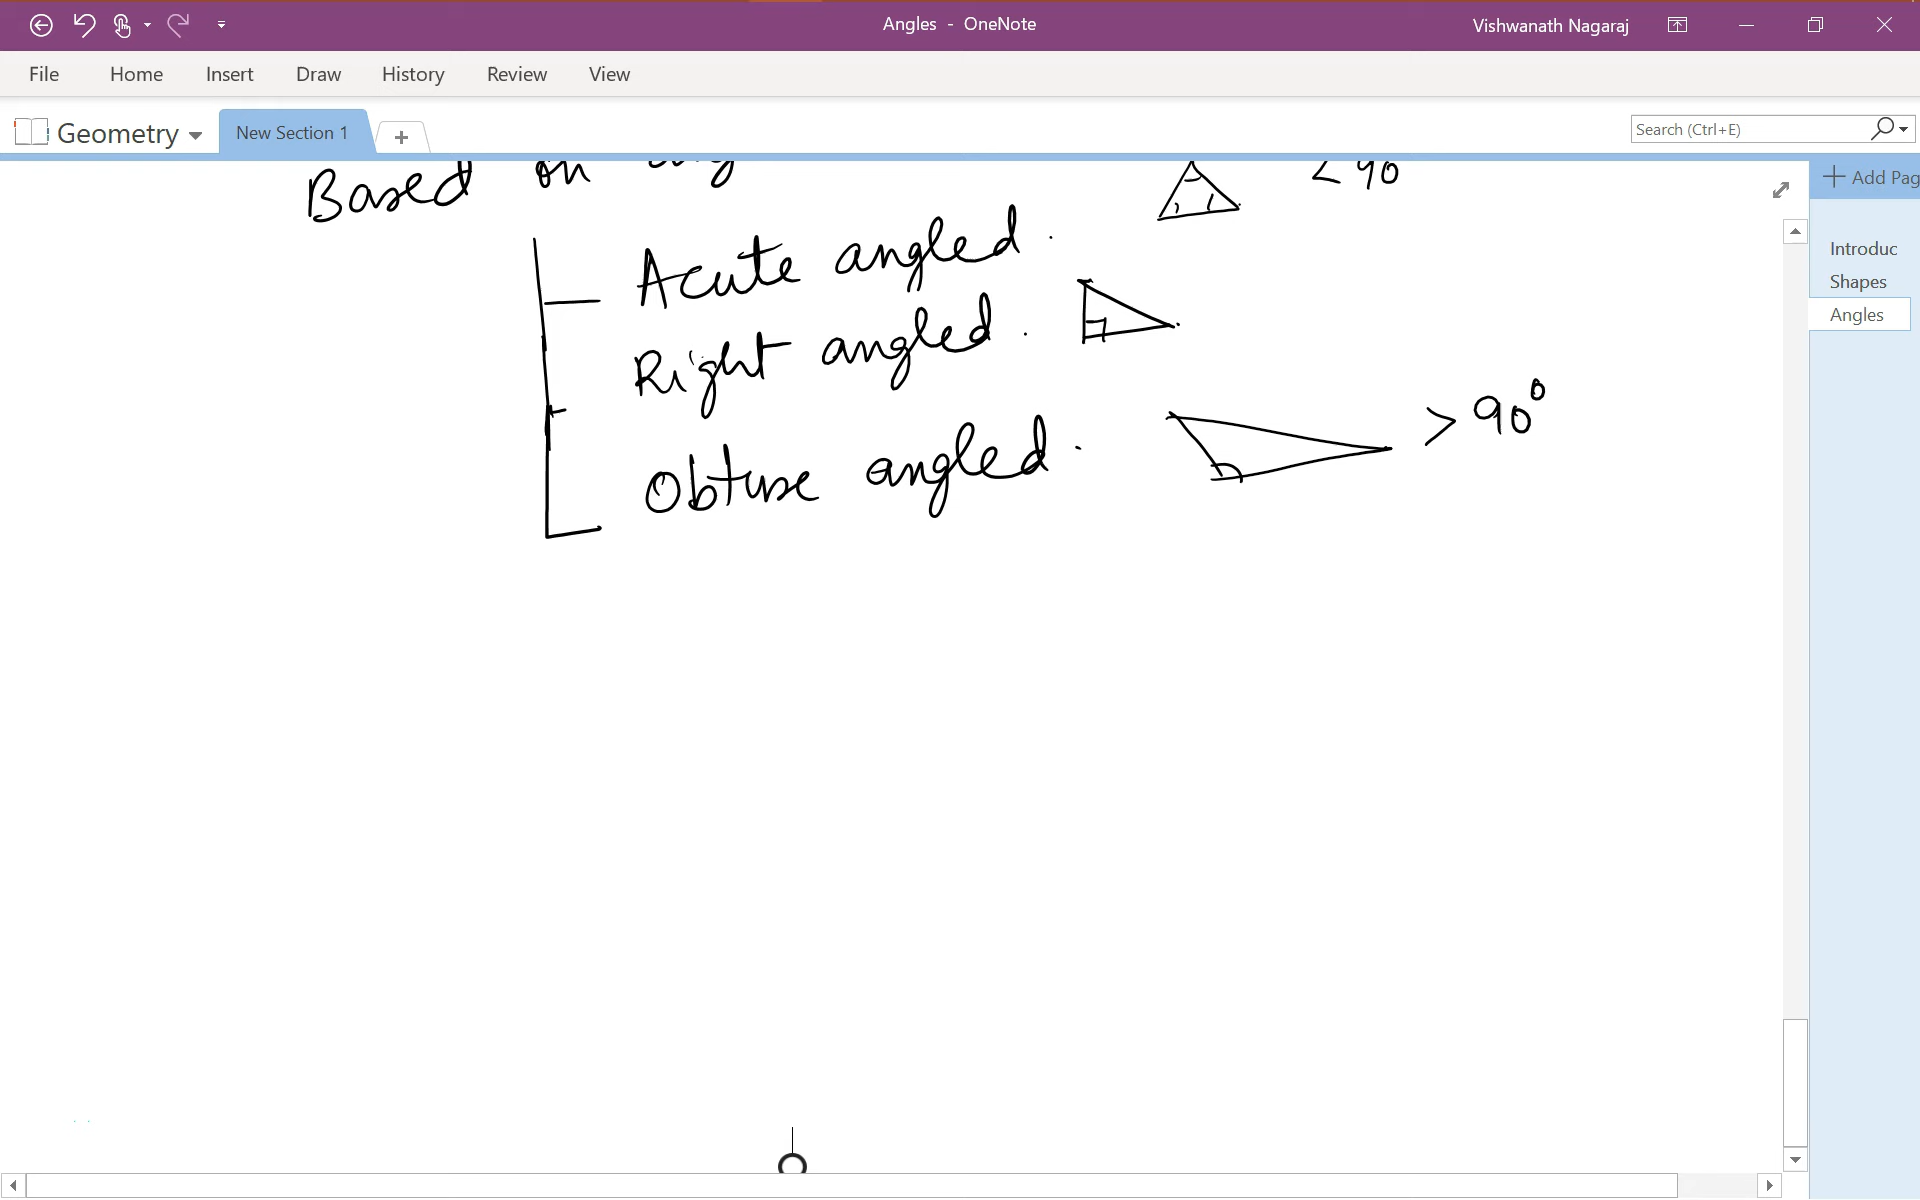 Angles - OneNote
Vishwanath Nagaraj
File Home Insert Draw History Review View
Geometry
New Section 1
+
Search (Ctrl+E)
Based on
< 90
Acute angled.
Right angled.
Obtuse angled.
> 90°
+ Add Pag
Introduc
Shapes
Angles